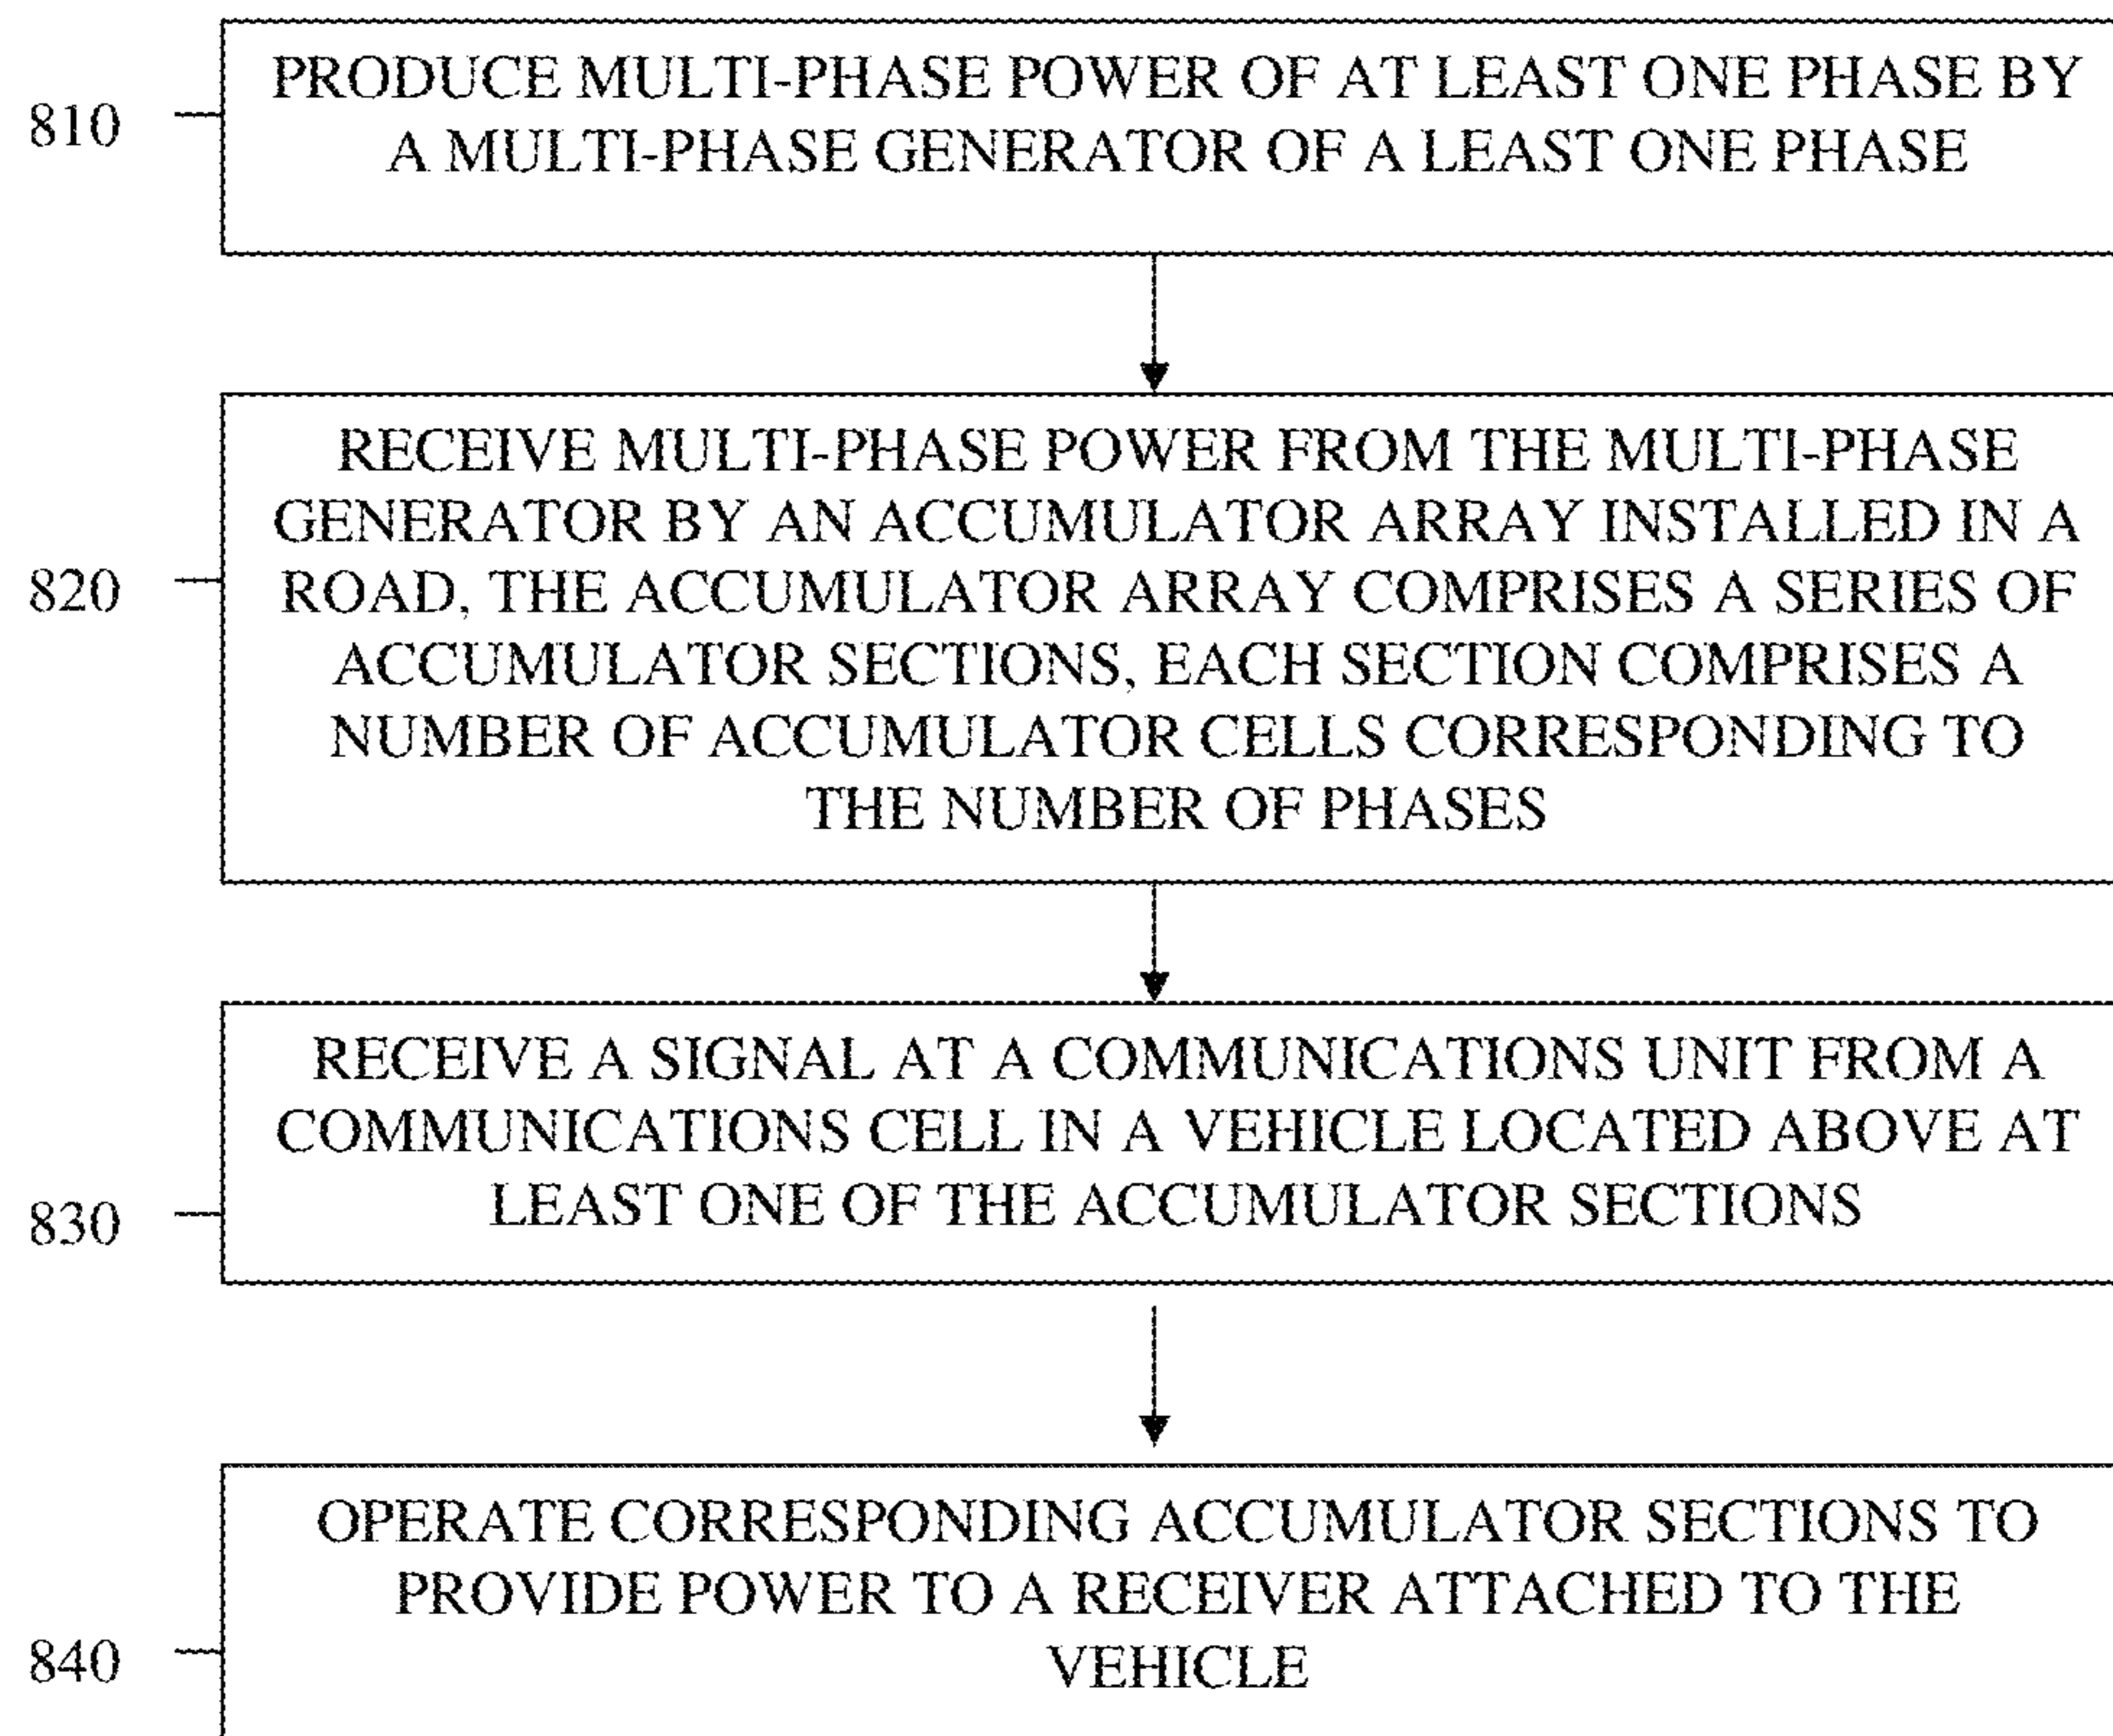 PRODUCE MULTI-PHASE POWER OF AT LEAST ONE PHASE BY
810
A MULTI-PHASE GENERATOR OF A LEAST ONE PHASE
RECEIVE MULTI-PHASE POWER FROM THE MULTI-PHASE
GENERATOR BY AN ACCUMULATOR ARRAY INSTALLED IN A
820
ROAD, THE ACCUMULATOR ARRAY COMPRISES A SERIES OF
ACCUMULATOR SECTIONS, EACH SECTION COMPRISES A
NUMBER OF ACCUMULATOR CELLS CORRESPONDING TO
THE NUMBER OF PHASES
RECEIVE A SIGNAL AT A COMMUNICATIONS UNIT FROM A
COMMUNICATIONS CELL IN A VEHICLE LOCATED ABOVE AT
LEAST ONE OF THE ACCUMULATOR SECTIONS
830
OPERATE CORRESPONDING ACCUMULATOR SECTIONS TO
PROVIDE POWER TO A RECEIVER ATTACHED TO THE
VEHICLE
840